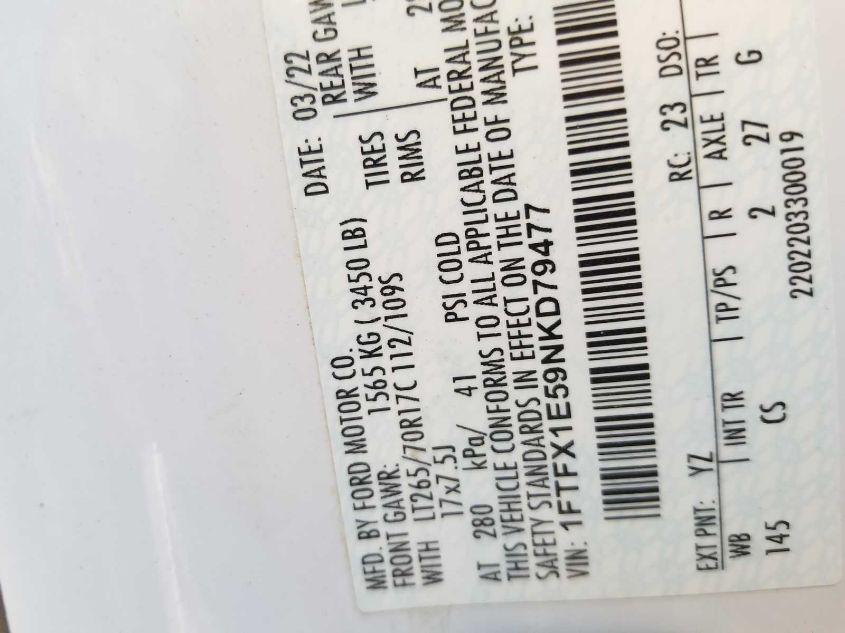 MFD. BY FORD MOTOR CO.
DATE: 03/22
FRONT GAWR: 1565 KG ( 3450 LB)
REAR GAW
WITH LT265/70R17C 112/109S TIRES WITH L
17x7.5J RIMS
AT 280 kPa/ 41 PSI COLD AT
THIS VEHICLE CONFORMS TO ALL APPLICABLE FEDERAL MO
SAFETY STANDARDS IN EFFECT ON THE DATE OF MANUFAC
VIN: 1FTFX1E59NKD79477 TYPE:
EXT PNT: YZ RC: 23 DSO:
WB | INT TR | TP/PS | R | AXLE | TR |
145 CS 2 27 G
2202203300019